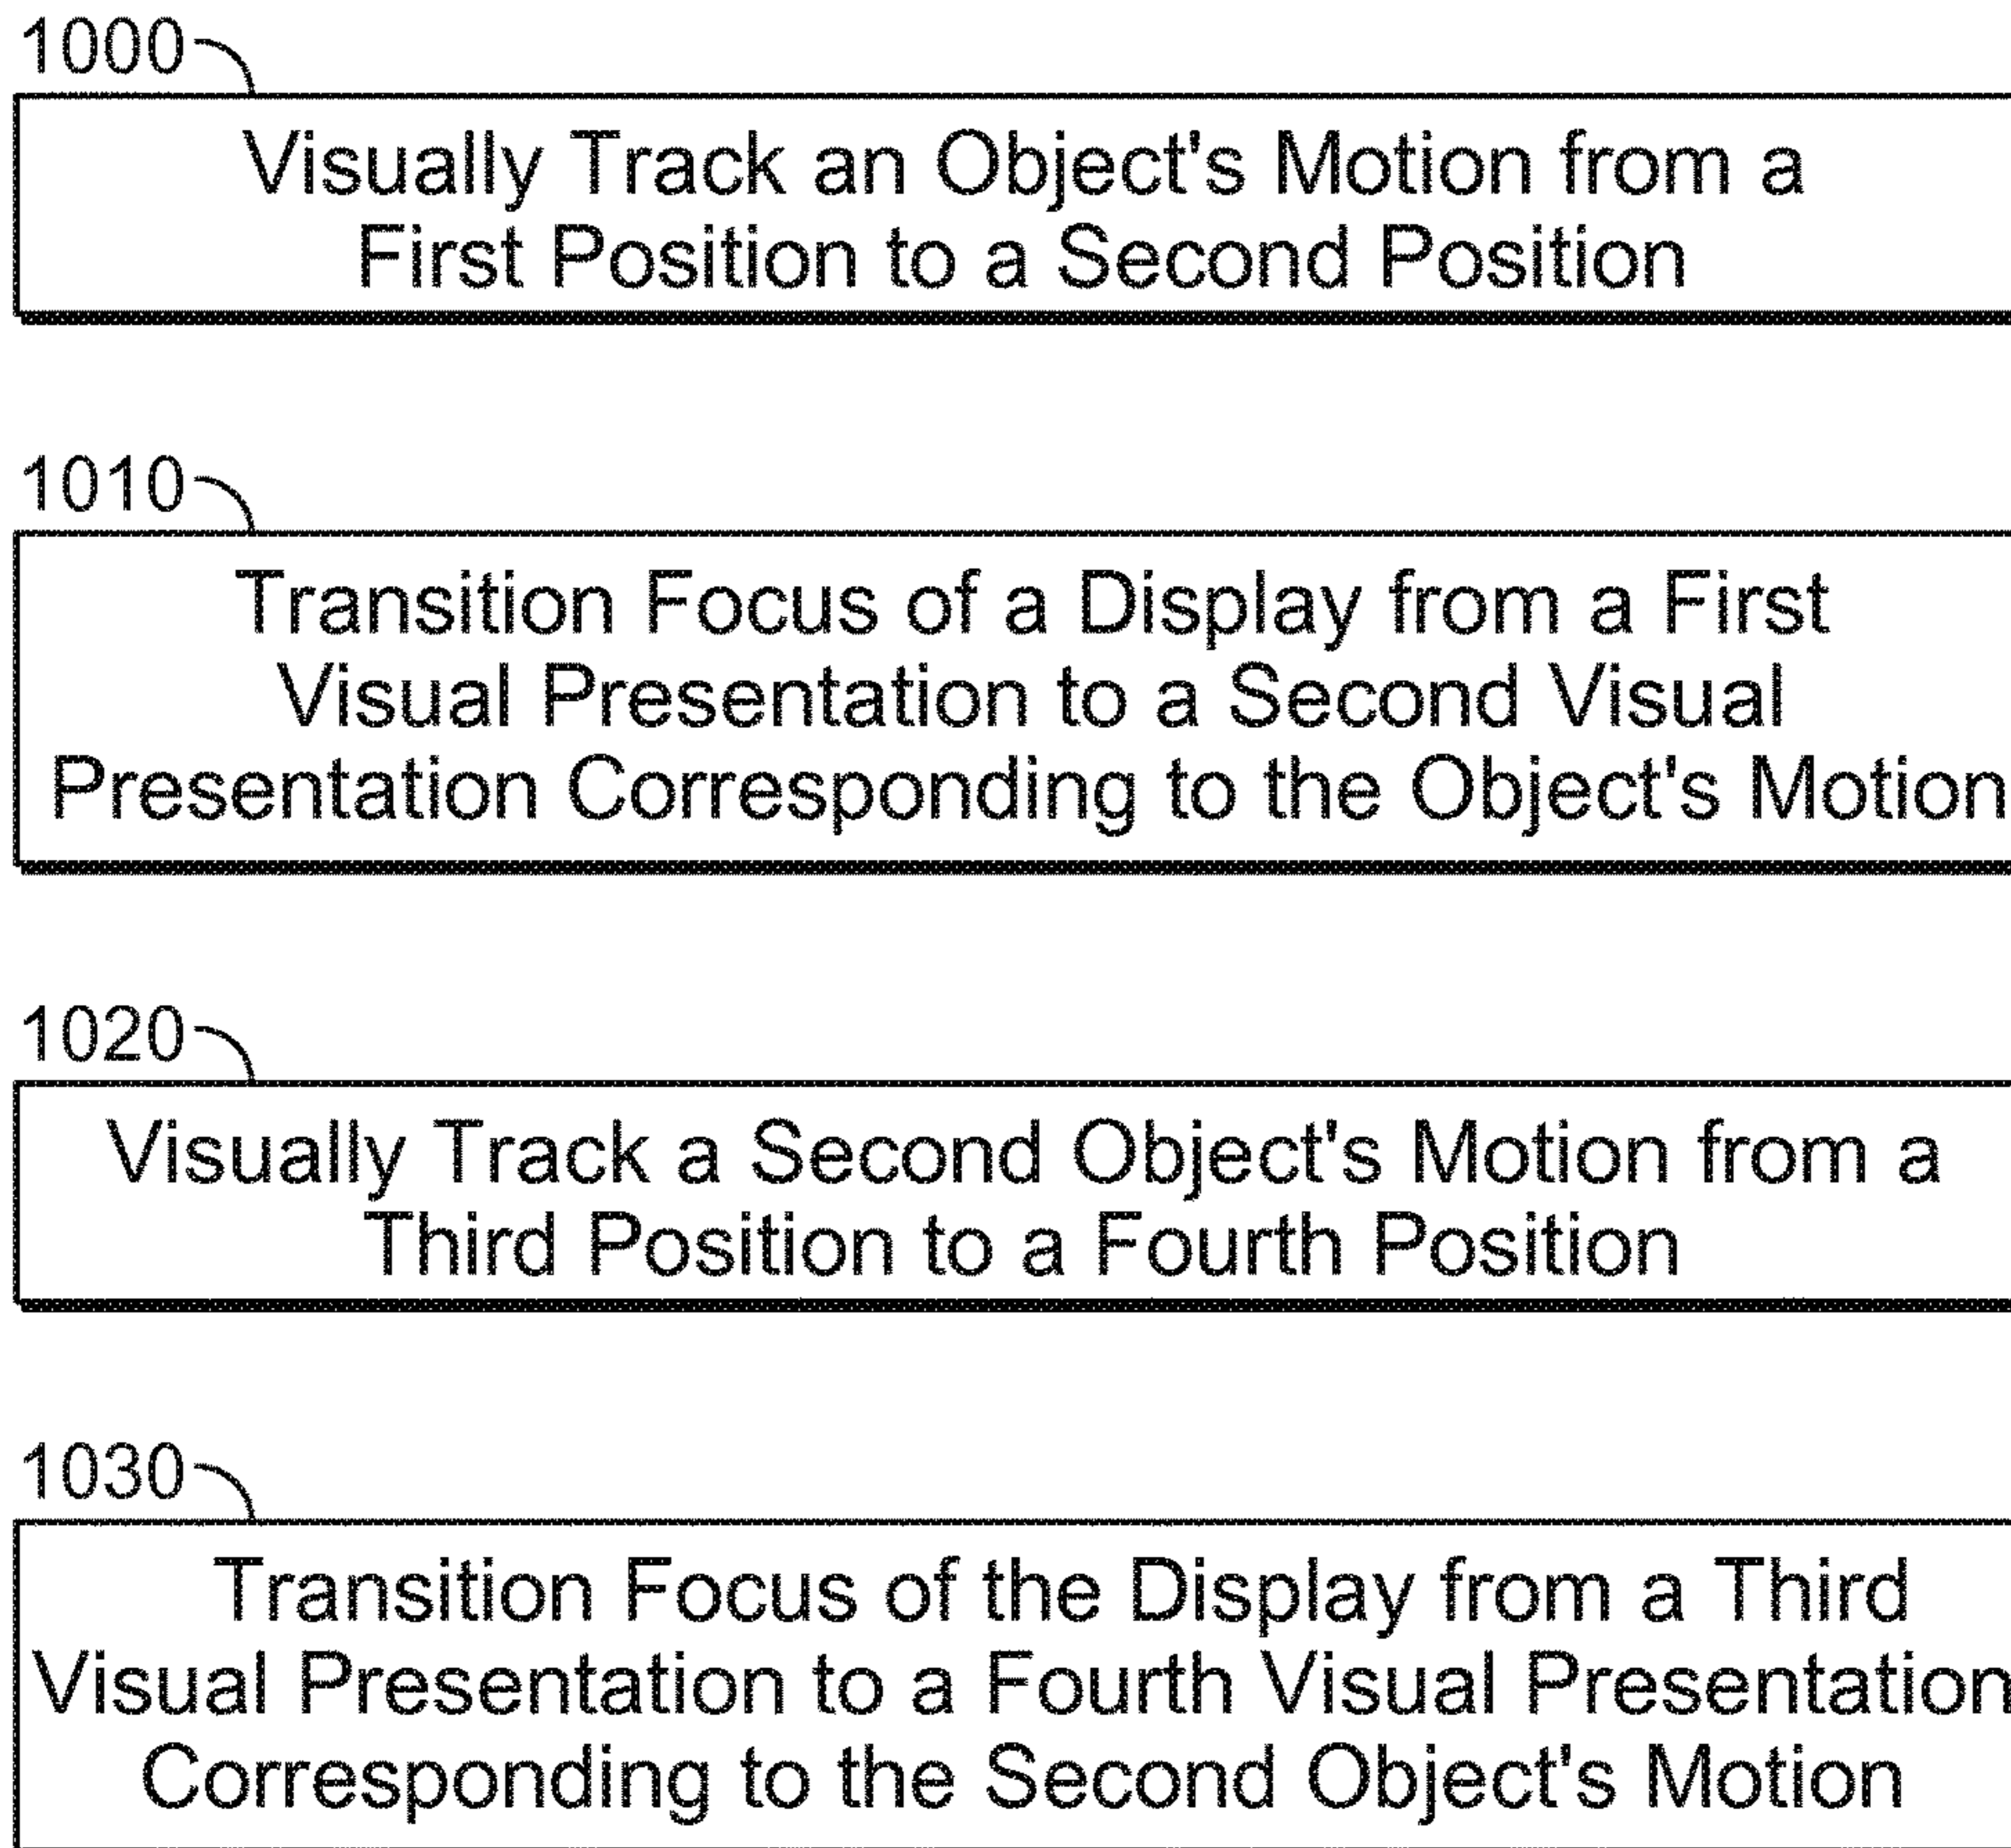 1000
Visually Track an Object's Motion from a
First Position to a Second Position
1010
Transition Focus of a Display from a First
Visual Presentation to a Second Visual
Presentation Corresponding to the Object's Motion
1020
Visually Track a Second Object's Motion from a
Third Position to a Fourth Position
1030
Transition Focus of the Display from a Third
Visual Presentation to a Fourth Visual Presentation
Corresponding to the Second Object's Motion